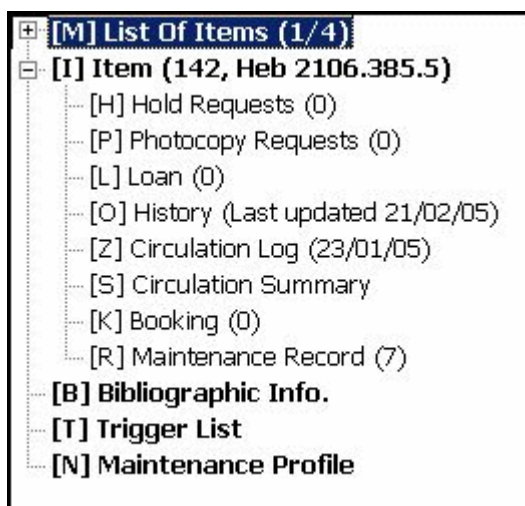 [M] List Of Items (1/4)
[I] Item (142, Heb 2106.385.5)
[H] Hold Requests (0)
[P] Photocopy Requests (0)
[L] Loan (0)
[O] History (Last updated 21/02/05)
[Z] Circulation Log (23/01/05)
[S] Circulation Summary
[K] Booking (0)
[R] Maintenance Record (7)
[B] Bibliographic Info.
[T] Trigger List
[N] Maintenance Profile